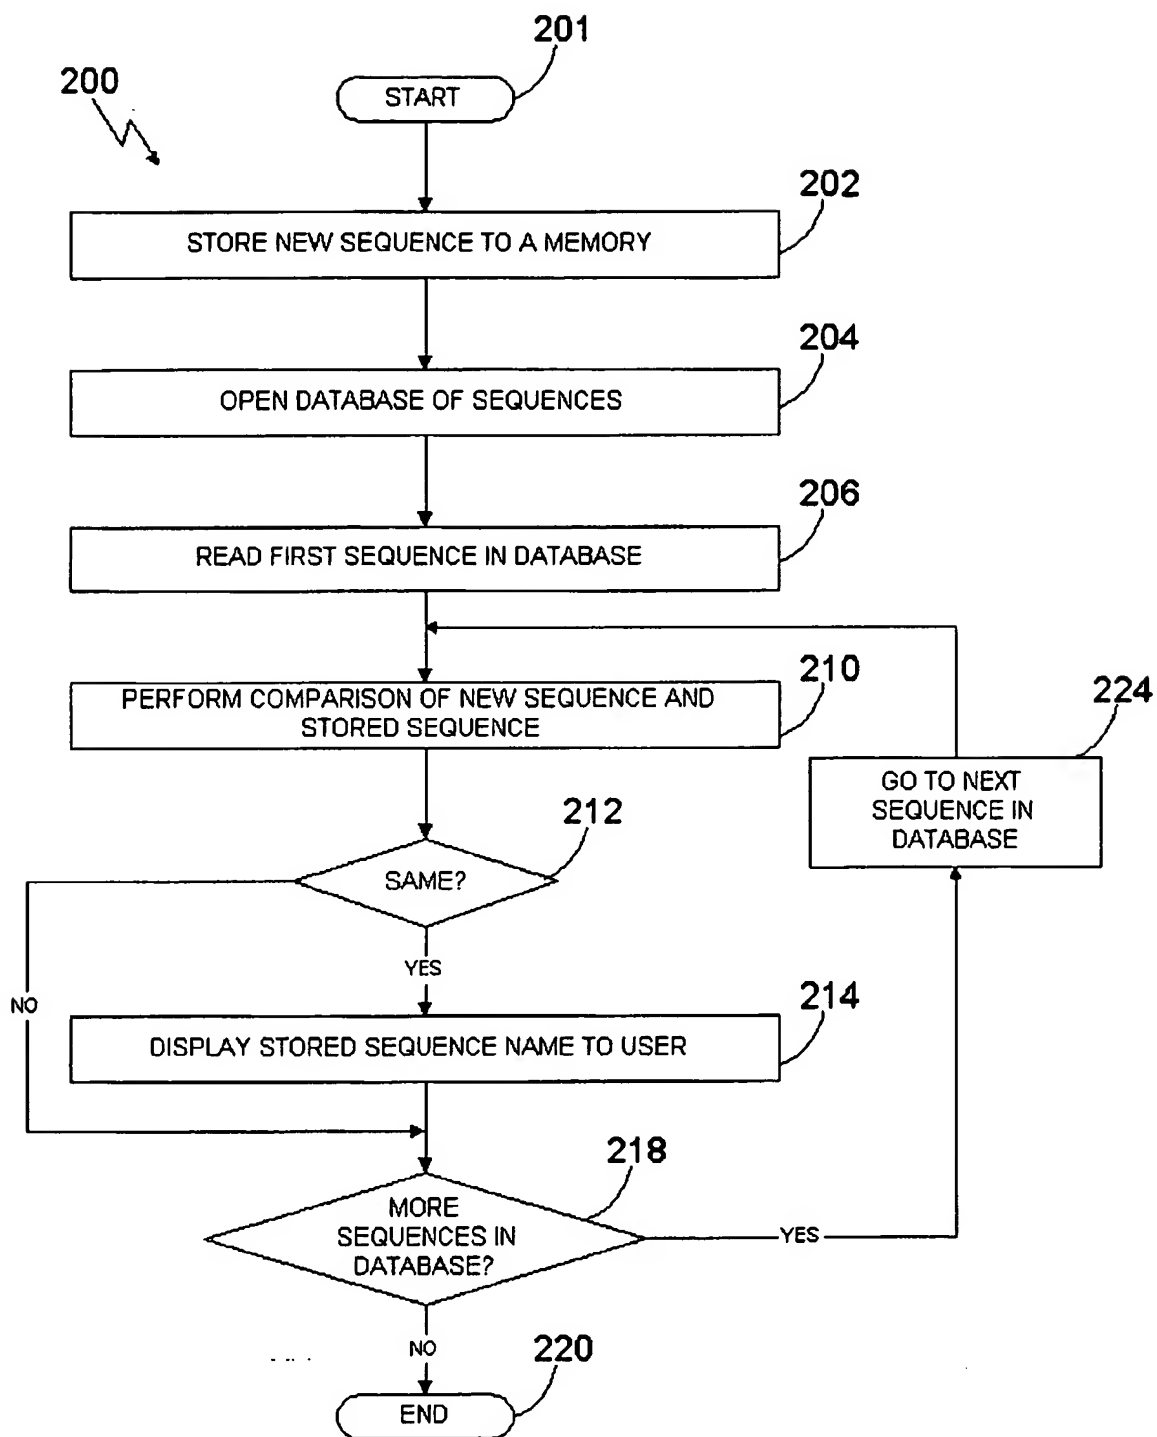 201
200
START
202
STORE NEW SEQUENCE TO A MEMORY
204
OPEN DATABASE OF SEQUENCES
206
READ FIRST SEQUENCE IN DATABASE
210
PERFORM COMPARISON OF NEW SEQUENCE AND
STORED SEQUENCE
224
GO TO NEXT
SEQUENCE IN
DATABASE
212
SAME?
YES
NO
214
DISPLAY STORED SEQUENCE NAME TO USER
218
MORE
SEQUENCES IN
DATABASE?
YES
NO
220
END